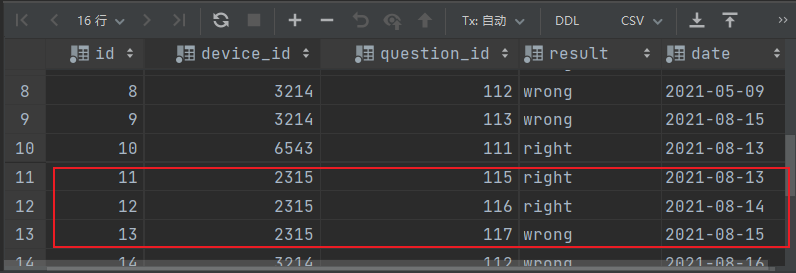 16 行 Tx: 自动 DDL CSV
id device_id question_id result date
8 8 3214 112 wrong 2021-05-09
9 9 3214 113 wrong 2021-08-15
10 10 6543 111 right 2021-08-13
11 11 2315 115 right 2021-08-13
12 12 2315 116 right 2021-08-14
13 13 2315 117 wrong 2021-08-15
14 14 3214 112 wrong 2021-08-16